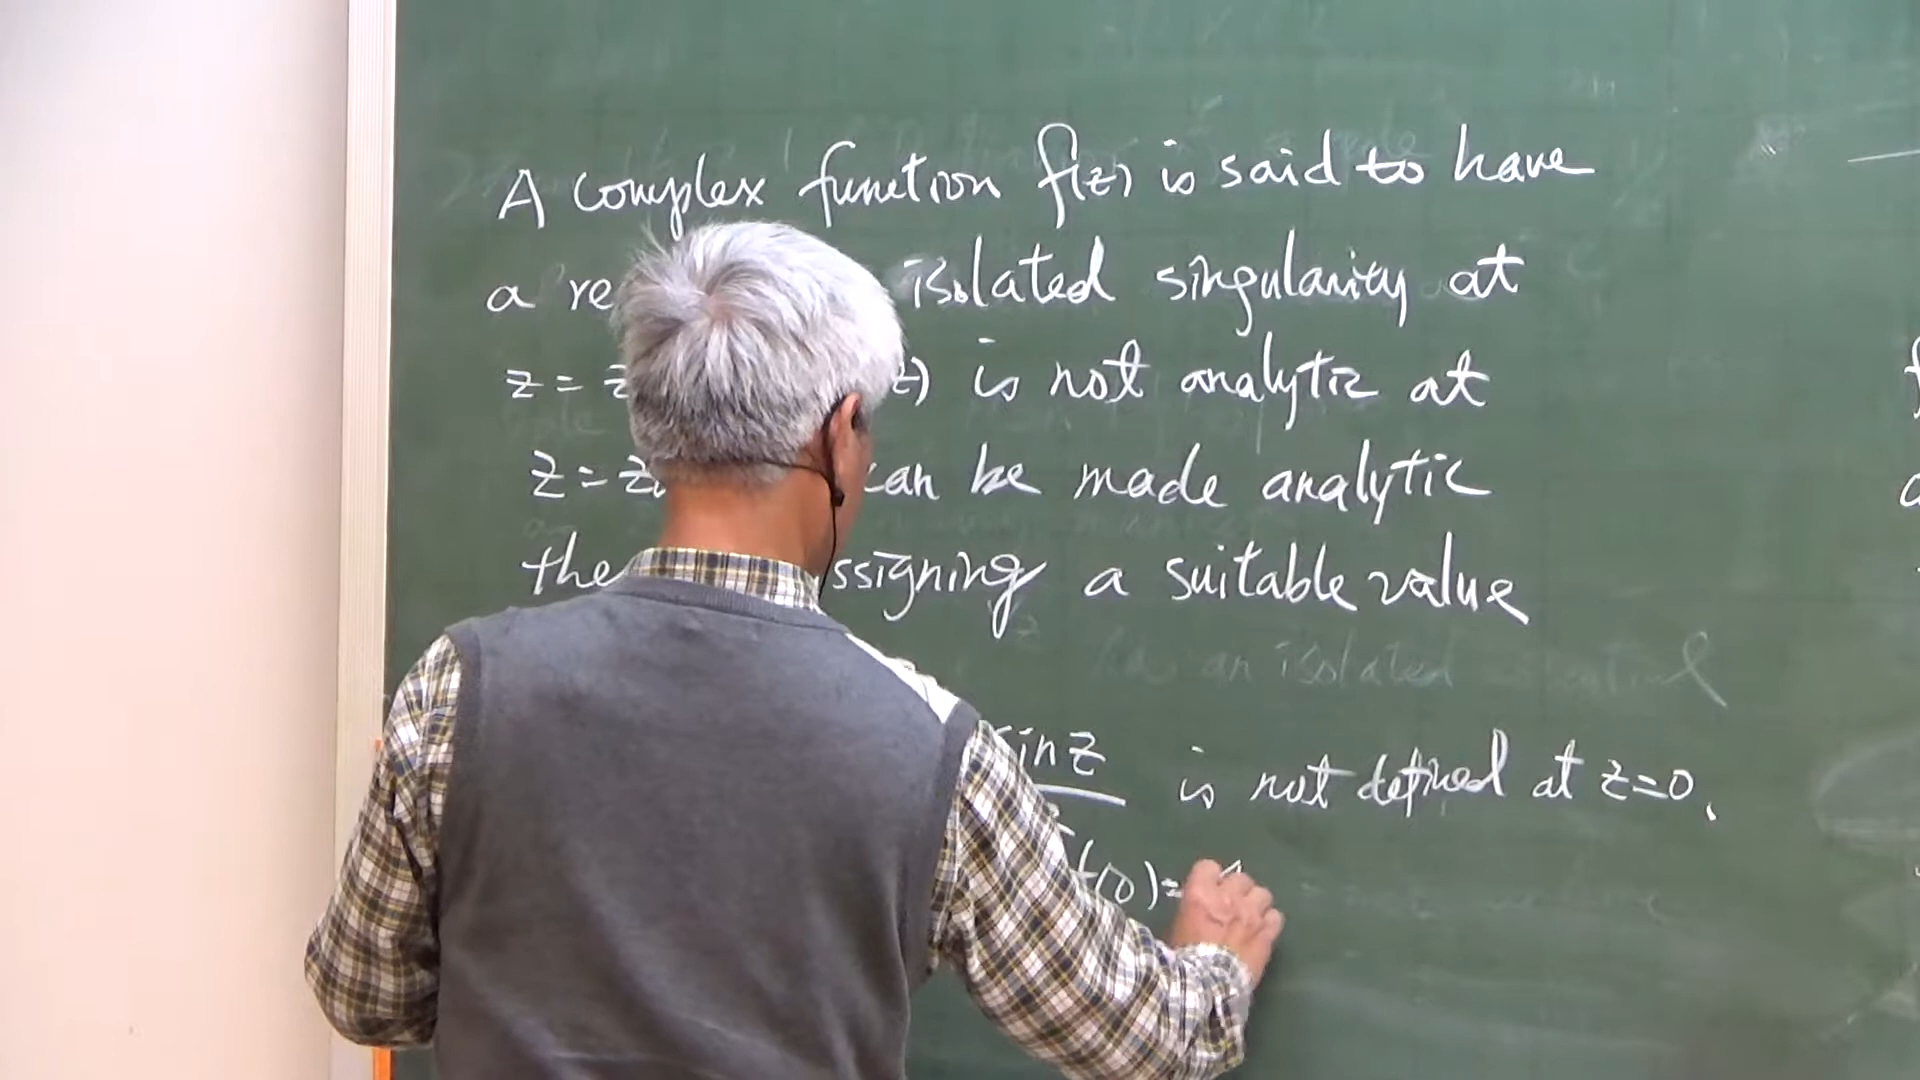 A complex function f(z) is said to have
a re isolated singularity at
z = z) is not analytic at
z = z can be made analytic
the ssigning a suitable value
sin z is not defined at z=0.
f(0)=